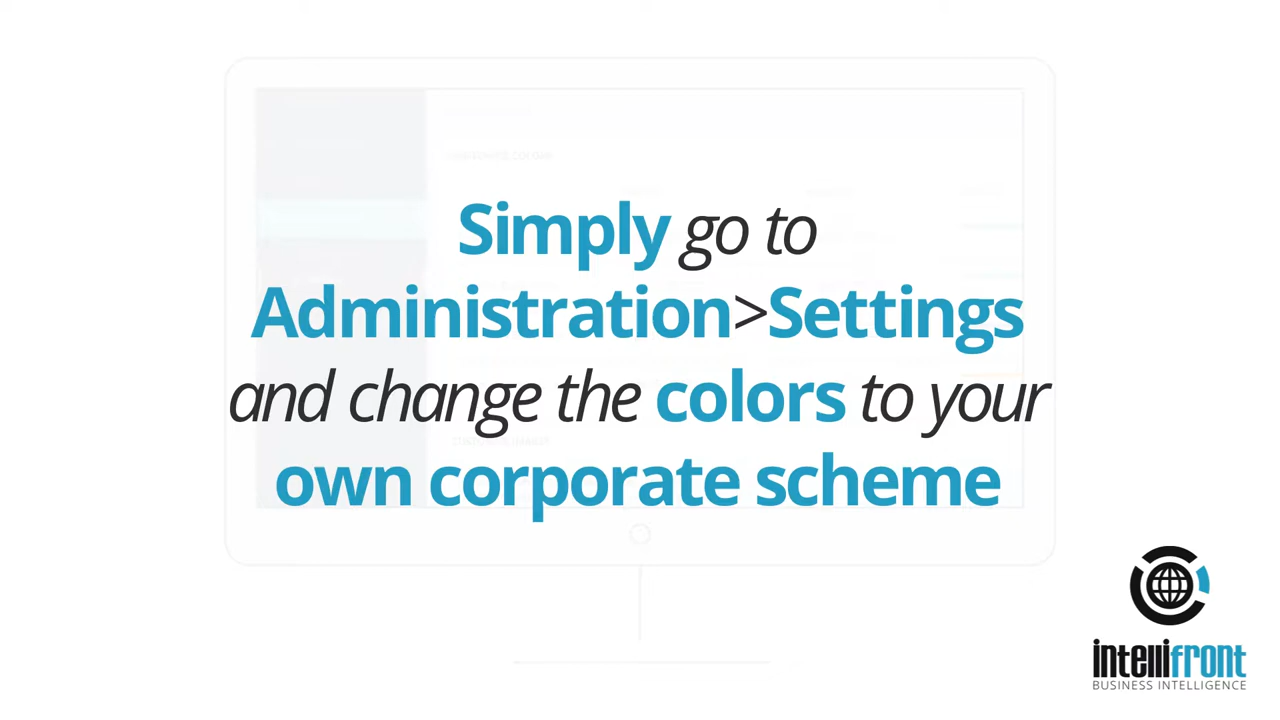 Simply go to
Administration>Settings
and change the colors to your
own corporate scheme
intellifront
BUSINESS INTELLIGENCE